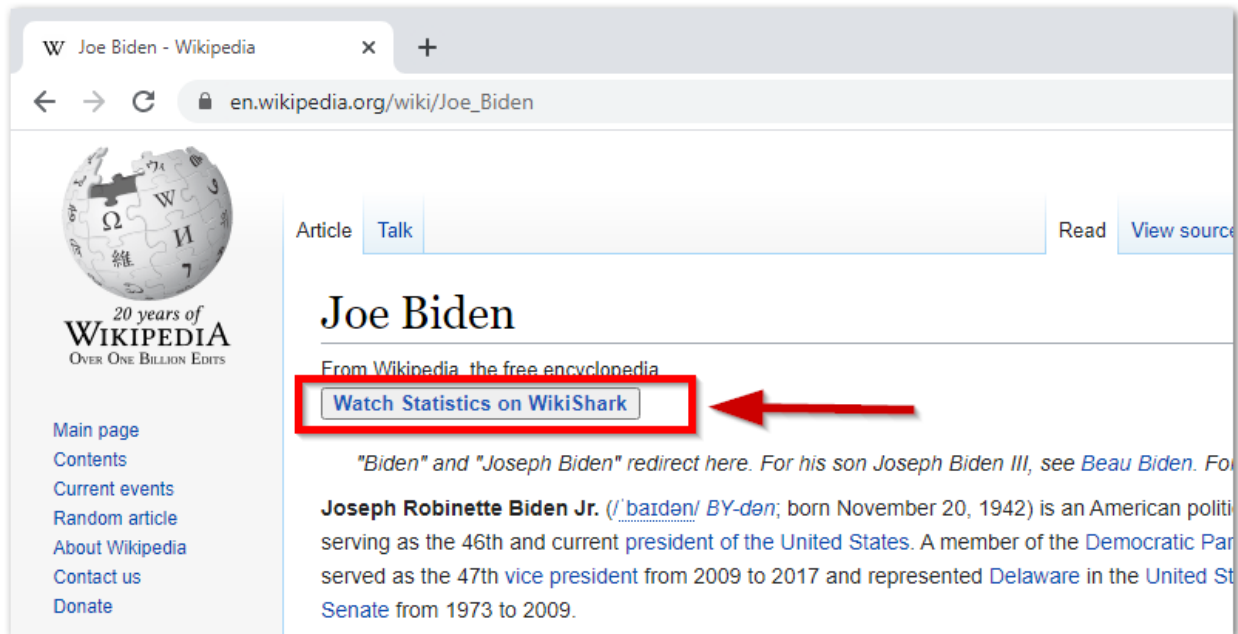 W Joe Biden - Wikipedia
en.wikipedia.org/wiki/Joe_Biden
20 years of
WIKIPEDIA
OVER ONE BILLION EDITS
Main page
Contents
Current events
Random article
About Wikipedia
Contact us
Donate
Article Talk Read View source
Joe Biden
From Wikipedia, the free encyclopedia
Watch Statistics on WikiShark
"Biden" and "Joseph Biden" redirect here. For his son Joseph Biden III, see Beau Biden. Fo
Joseph Robinette Biden Jr. (/ˈbaɪdən/ BY-dən; born November 20, 1942) is an American politi
serving as the 46th and current president of the United States. A member of the Democratic Par
served as the 47th vice president from 2009 to 2017 and represented Delaware in the United St
Senate from 1973 to 2009.